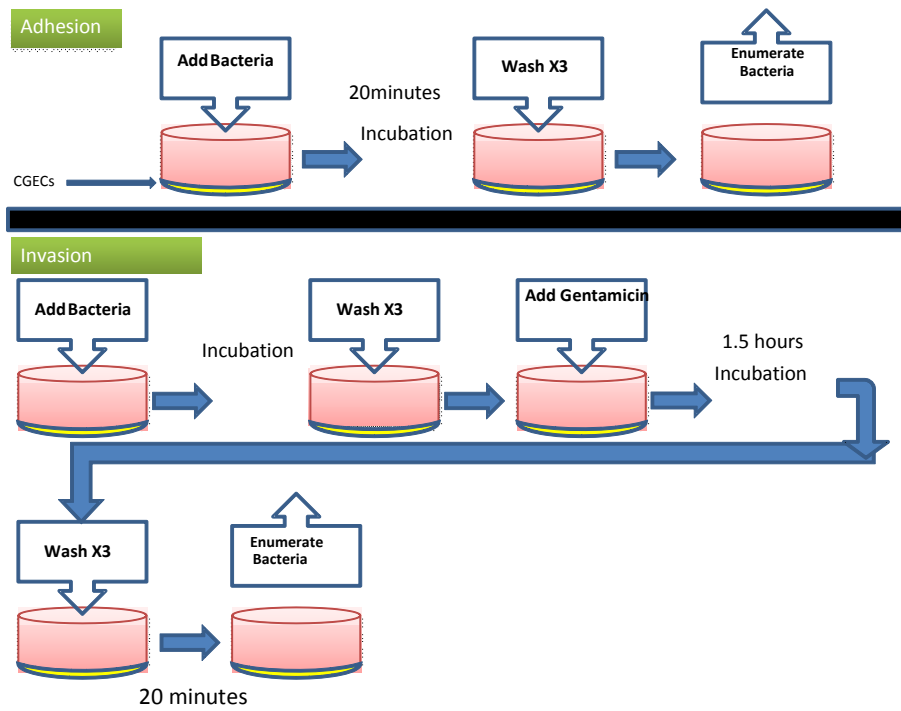 Adhesion
Add Bacteria
20minutes
Incubation
Wash X3
Enumerate
Bacteria
CGECs
Invasion
Add Bacteria
Incubation
Wash X3
Add Gentamicin
1.5 hours
Incubation
Wash X3
Enumerate
Bacteria
20 minutes